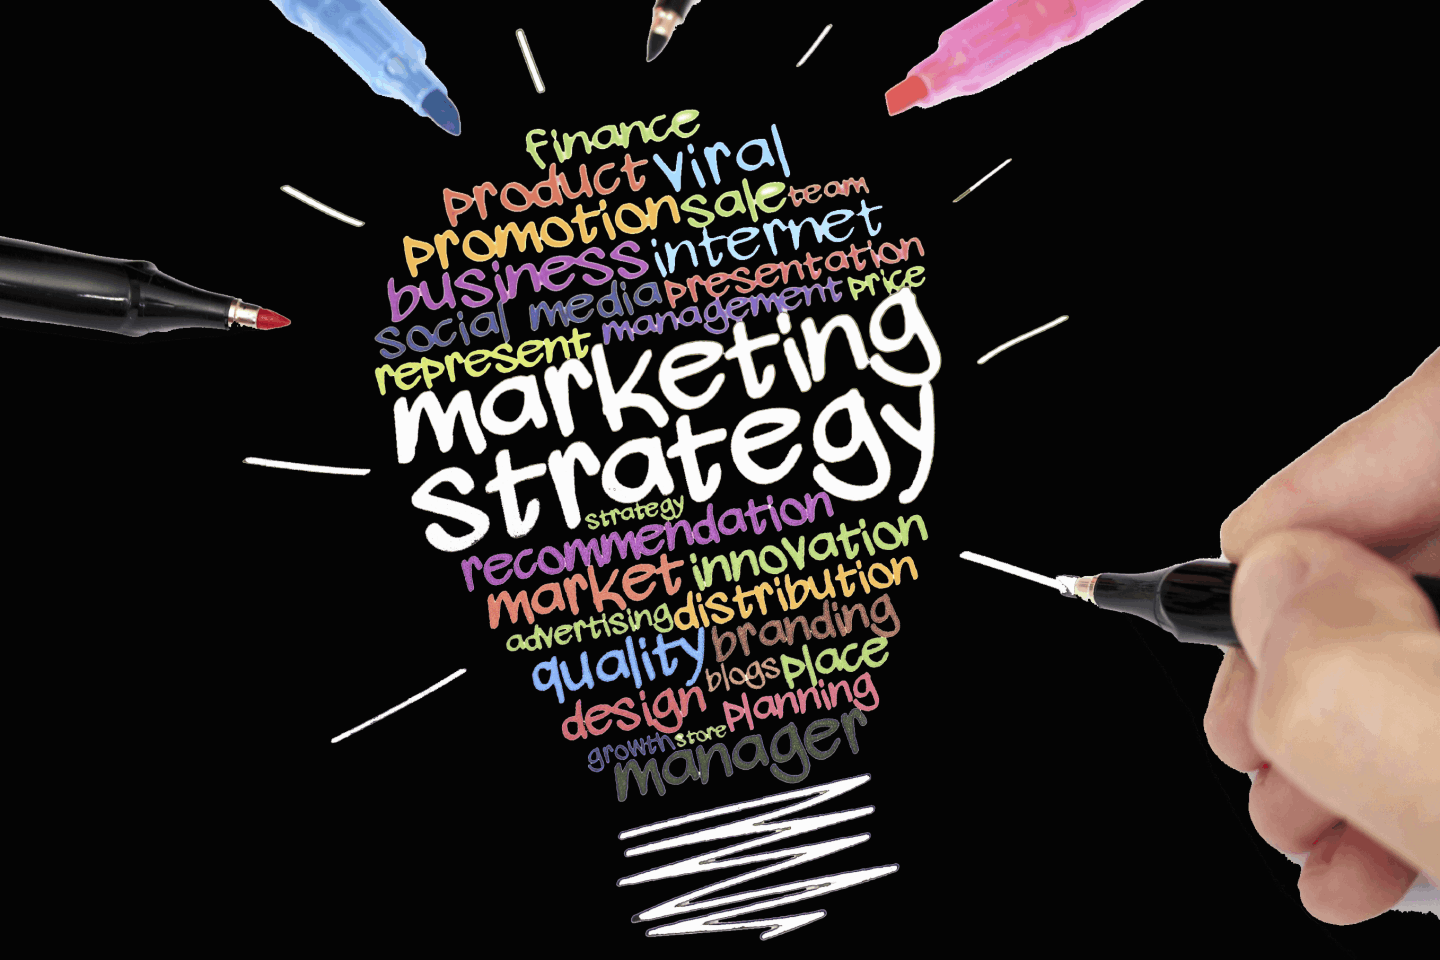 finance
product viral
promotion sale team
business internet
social media presentation
represent management price
marketing
strategy
strategy
recommendation
market innovation
advertising distribution
quality branding
design blogs place
growth store planning
manager